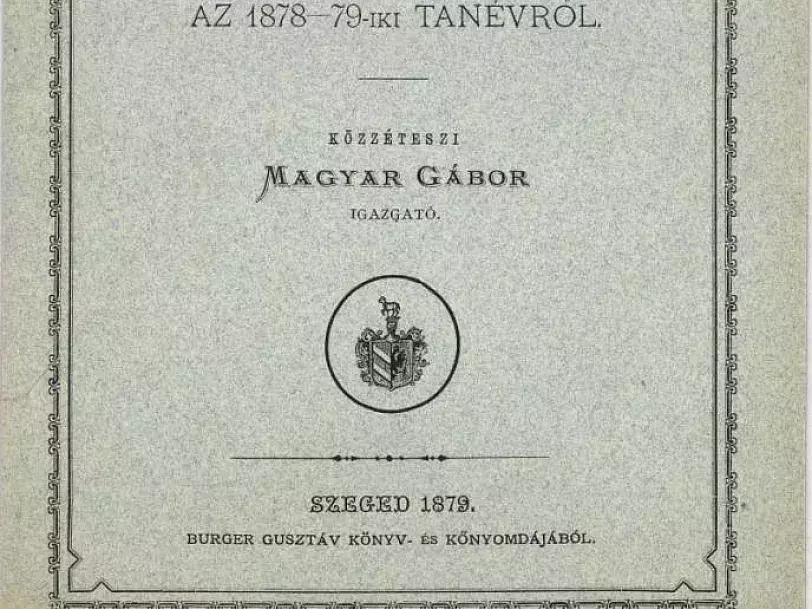 AZ 1878—79-IKI TANÉVRŐL.
KÖZZÉTESZI
MAGYAR GÁBOR
IGAZGATÓ.
SZEGED 1879.
BURGER GUSZTÁV KÖNYV- ÉS KŐNYOMDÁJÁBÓL.